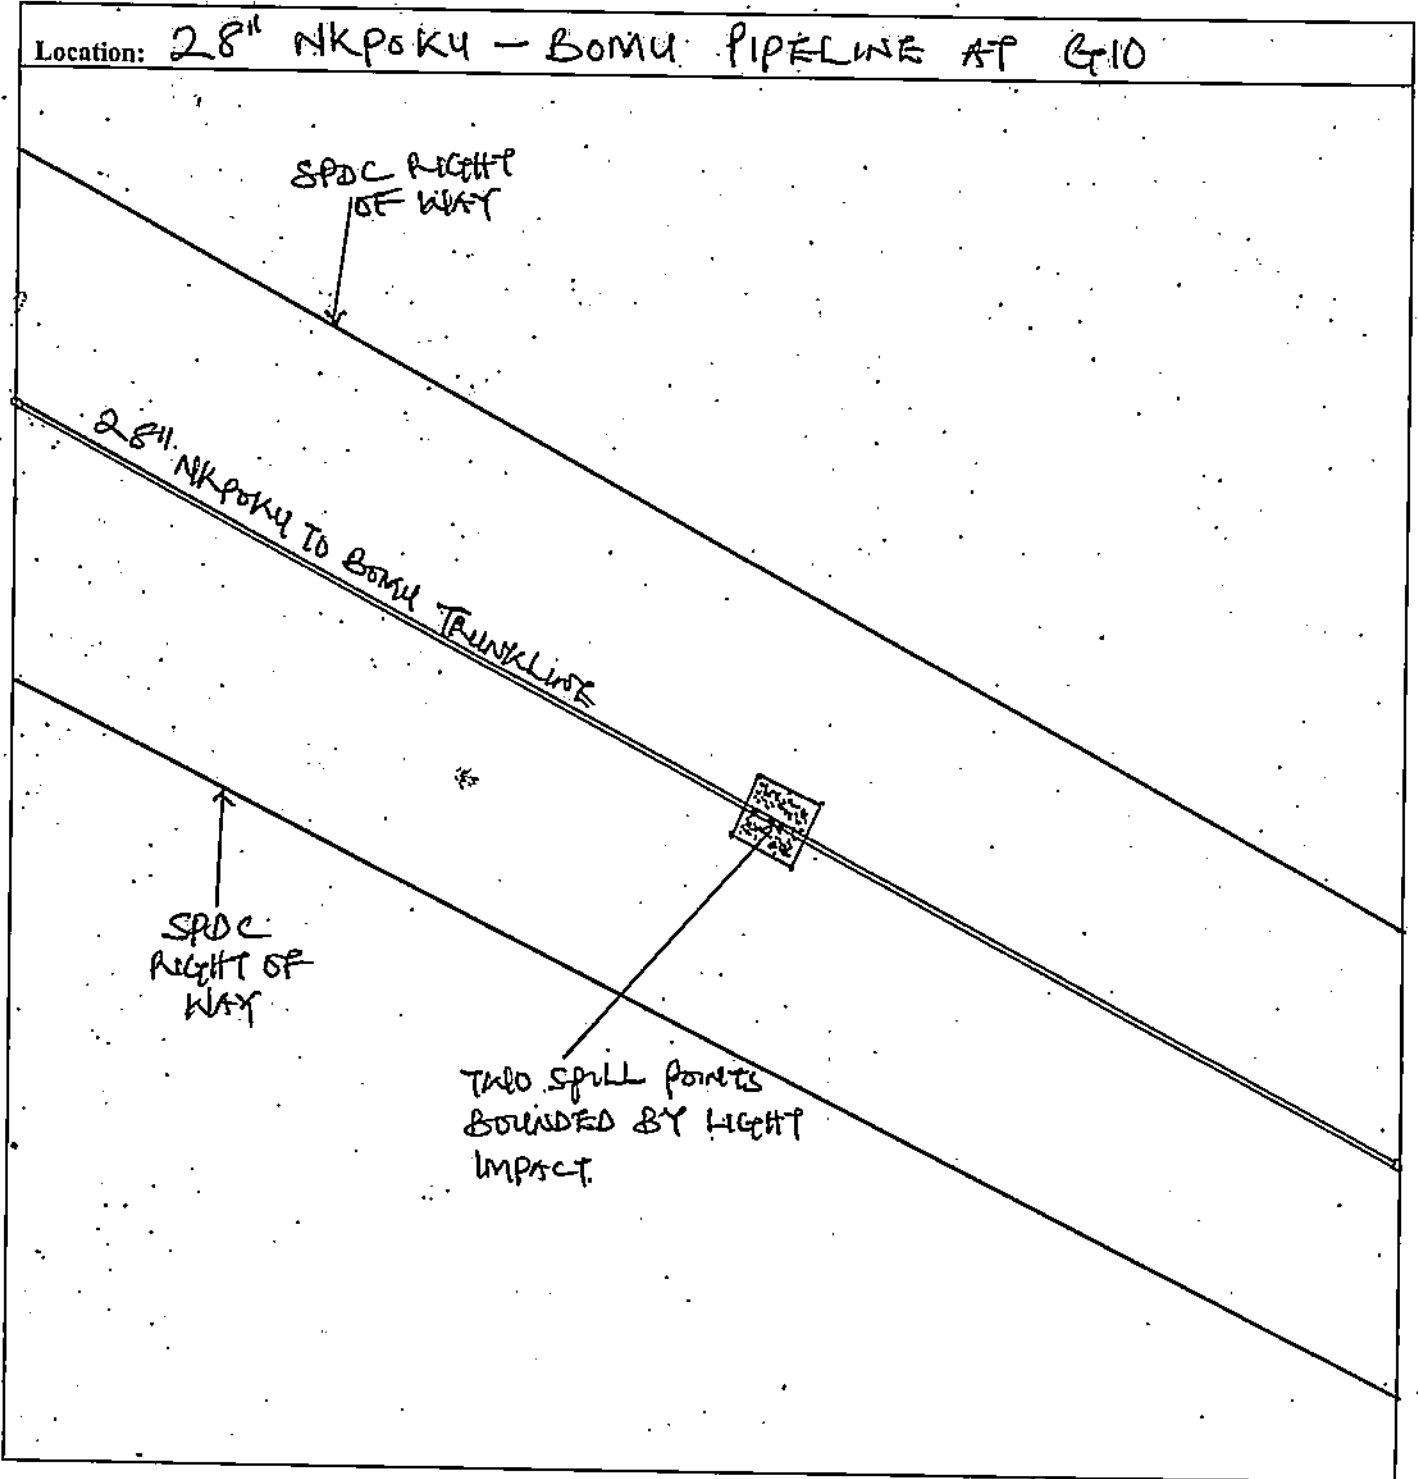 Location: 28" NKPOKU - BOMU PIPELINE AT G10
SPDC RIGHT
OF WAY
28" NKPOKU TO BOMU TRUNKLINE
SPDC
RIGHT OF
WAY
TWO SPILL POINTS
BOUNDED BY LIGHT
IMPACT.